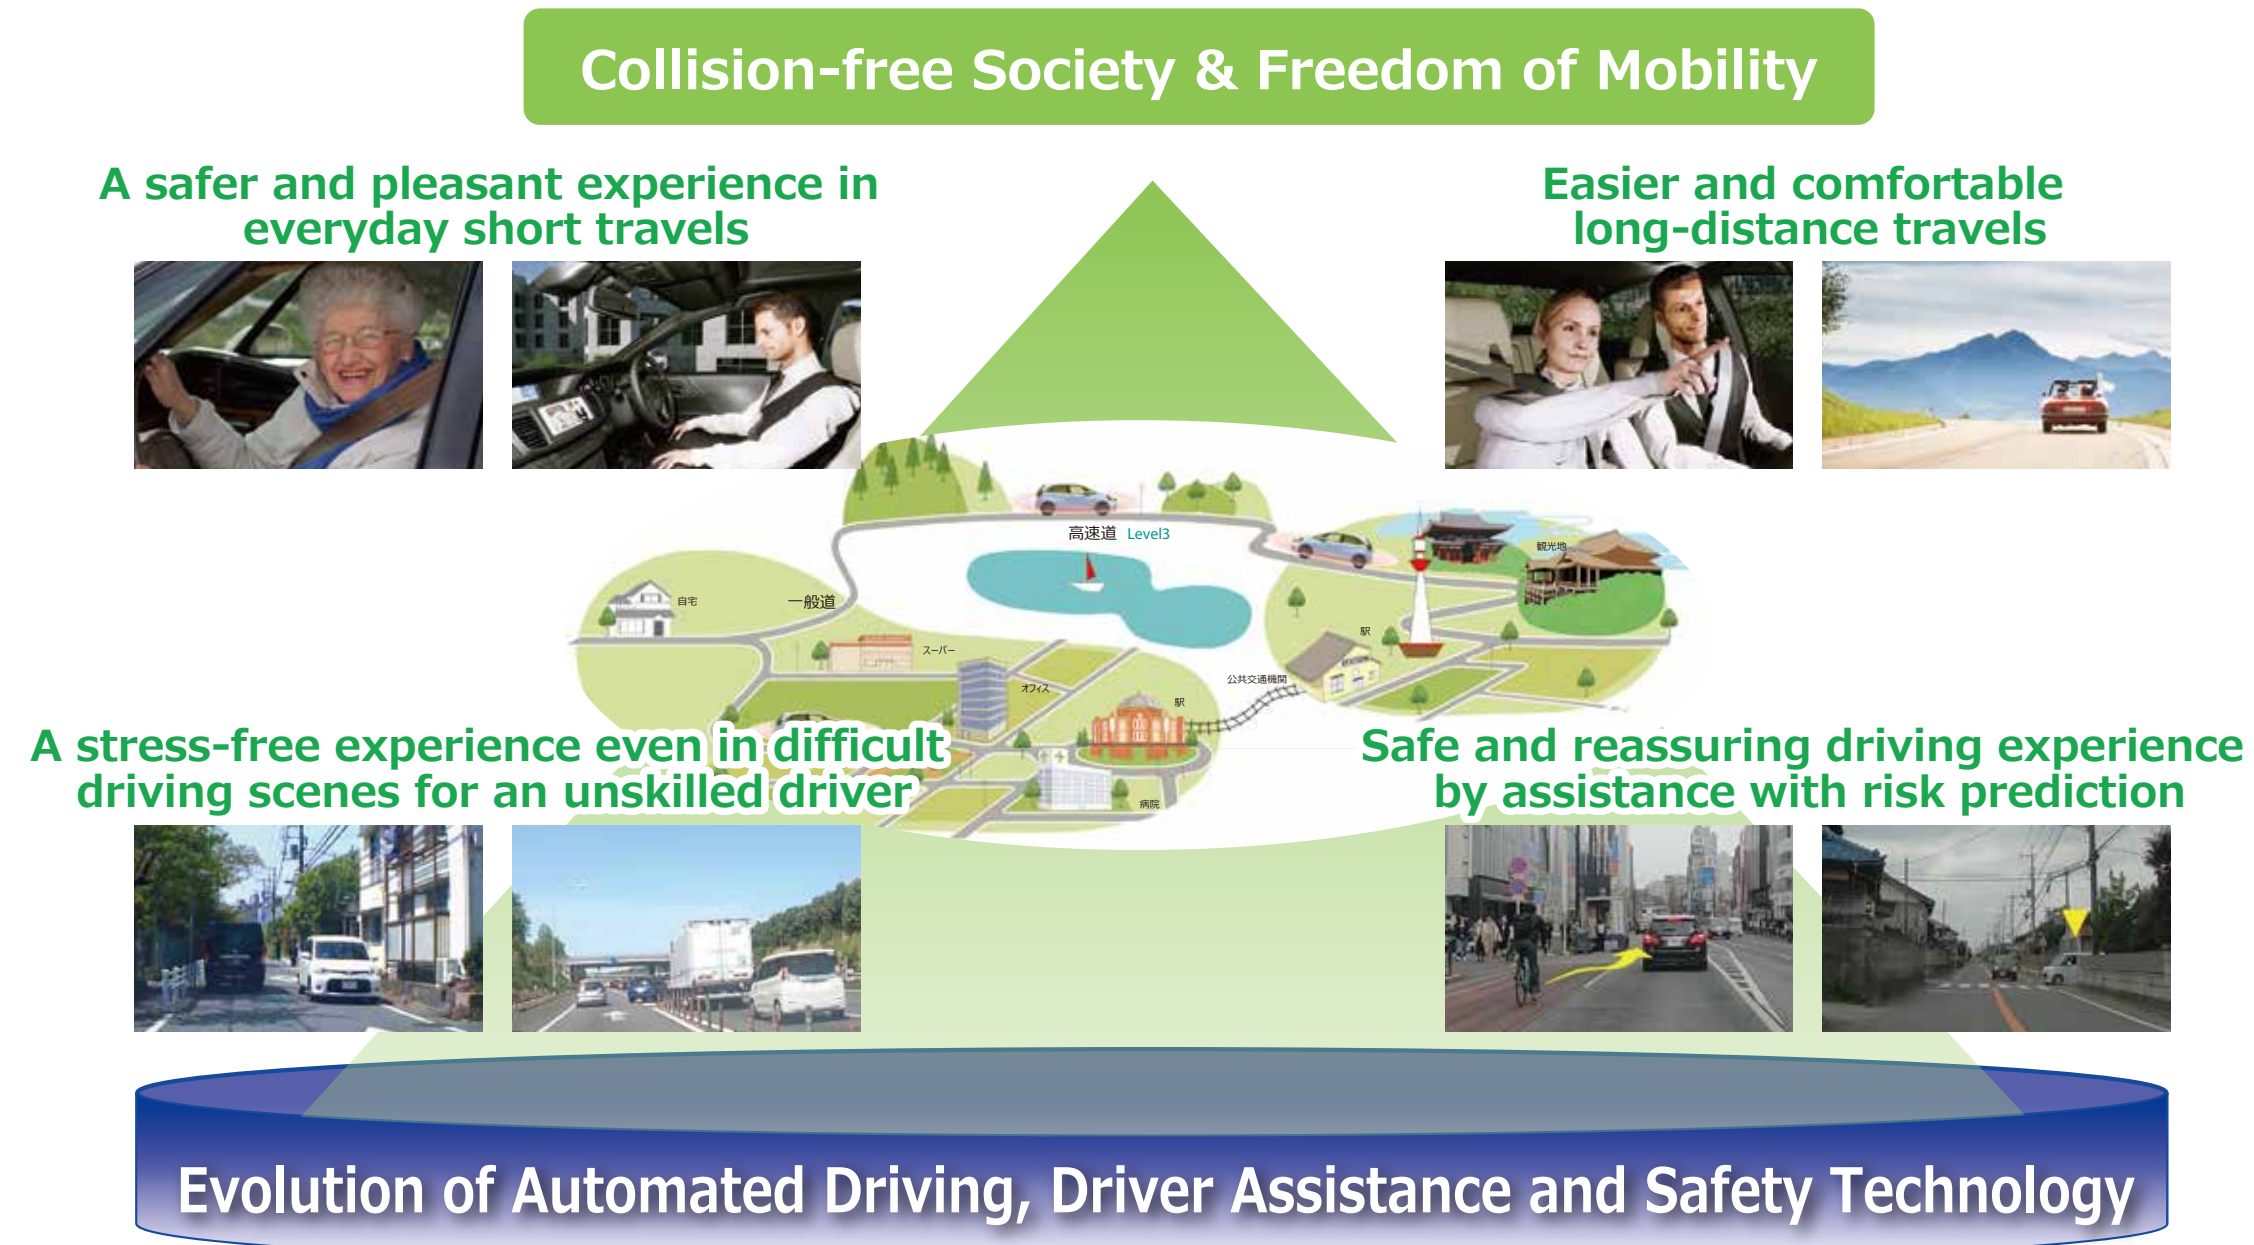 Collision-free Society & Freedom of Mobility
A safer and pleasant experience in
everyday short travels
Easier and comfortable
long-distance travels
高速道 Level3
観光地
自宅
一般道
駅
スーパー
公共交通機関
オフィス
駅
A stress-free experience even in difficult
driving scenes for an unskilled driver
Safe and reassuring driving experience
by assistance with risk prediction
病院
Evolution of Automated Driving, Driver Assistance and Safety Technology